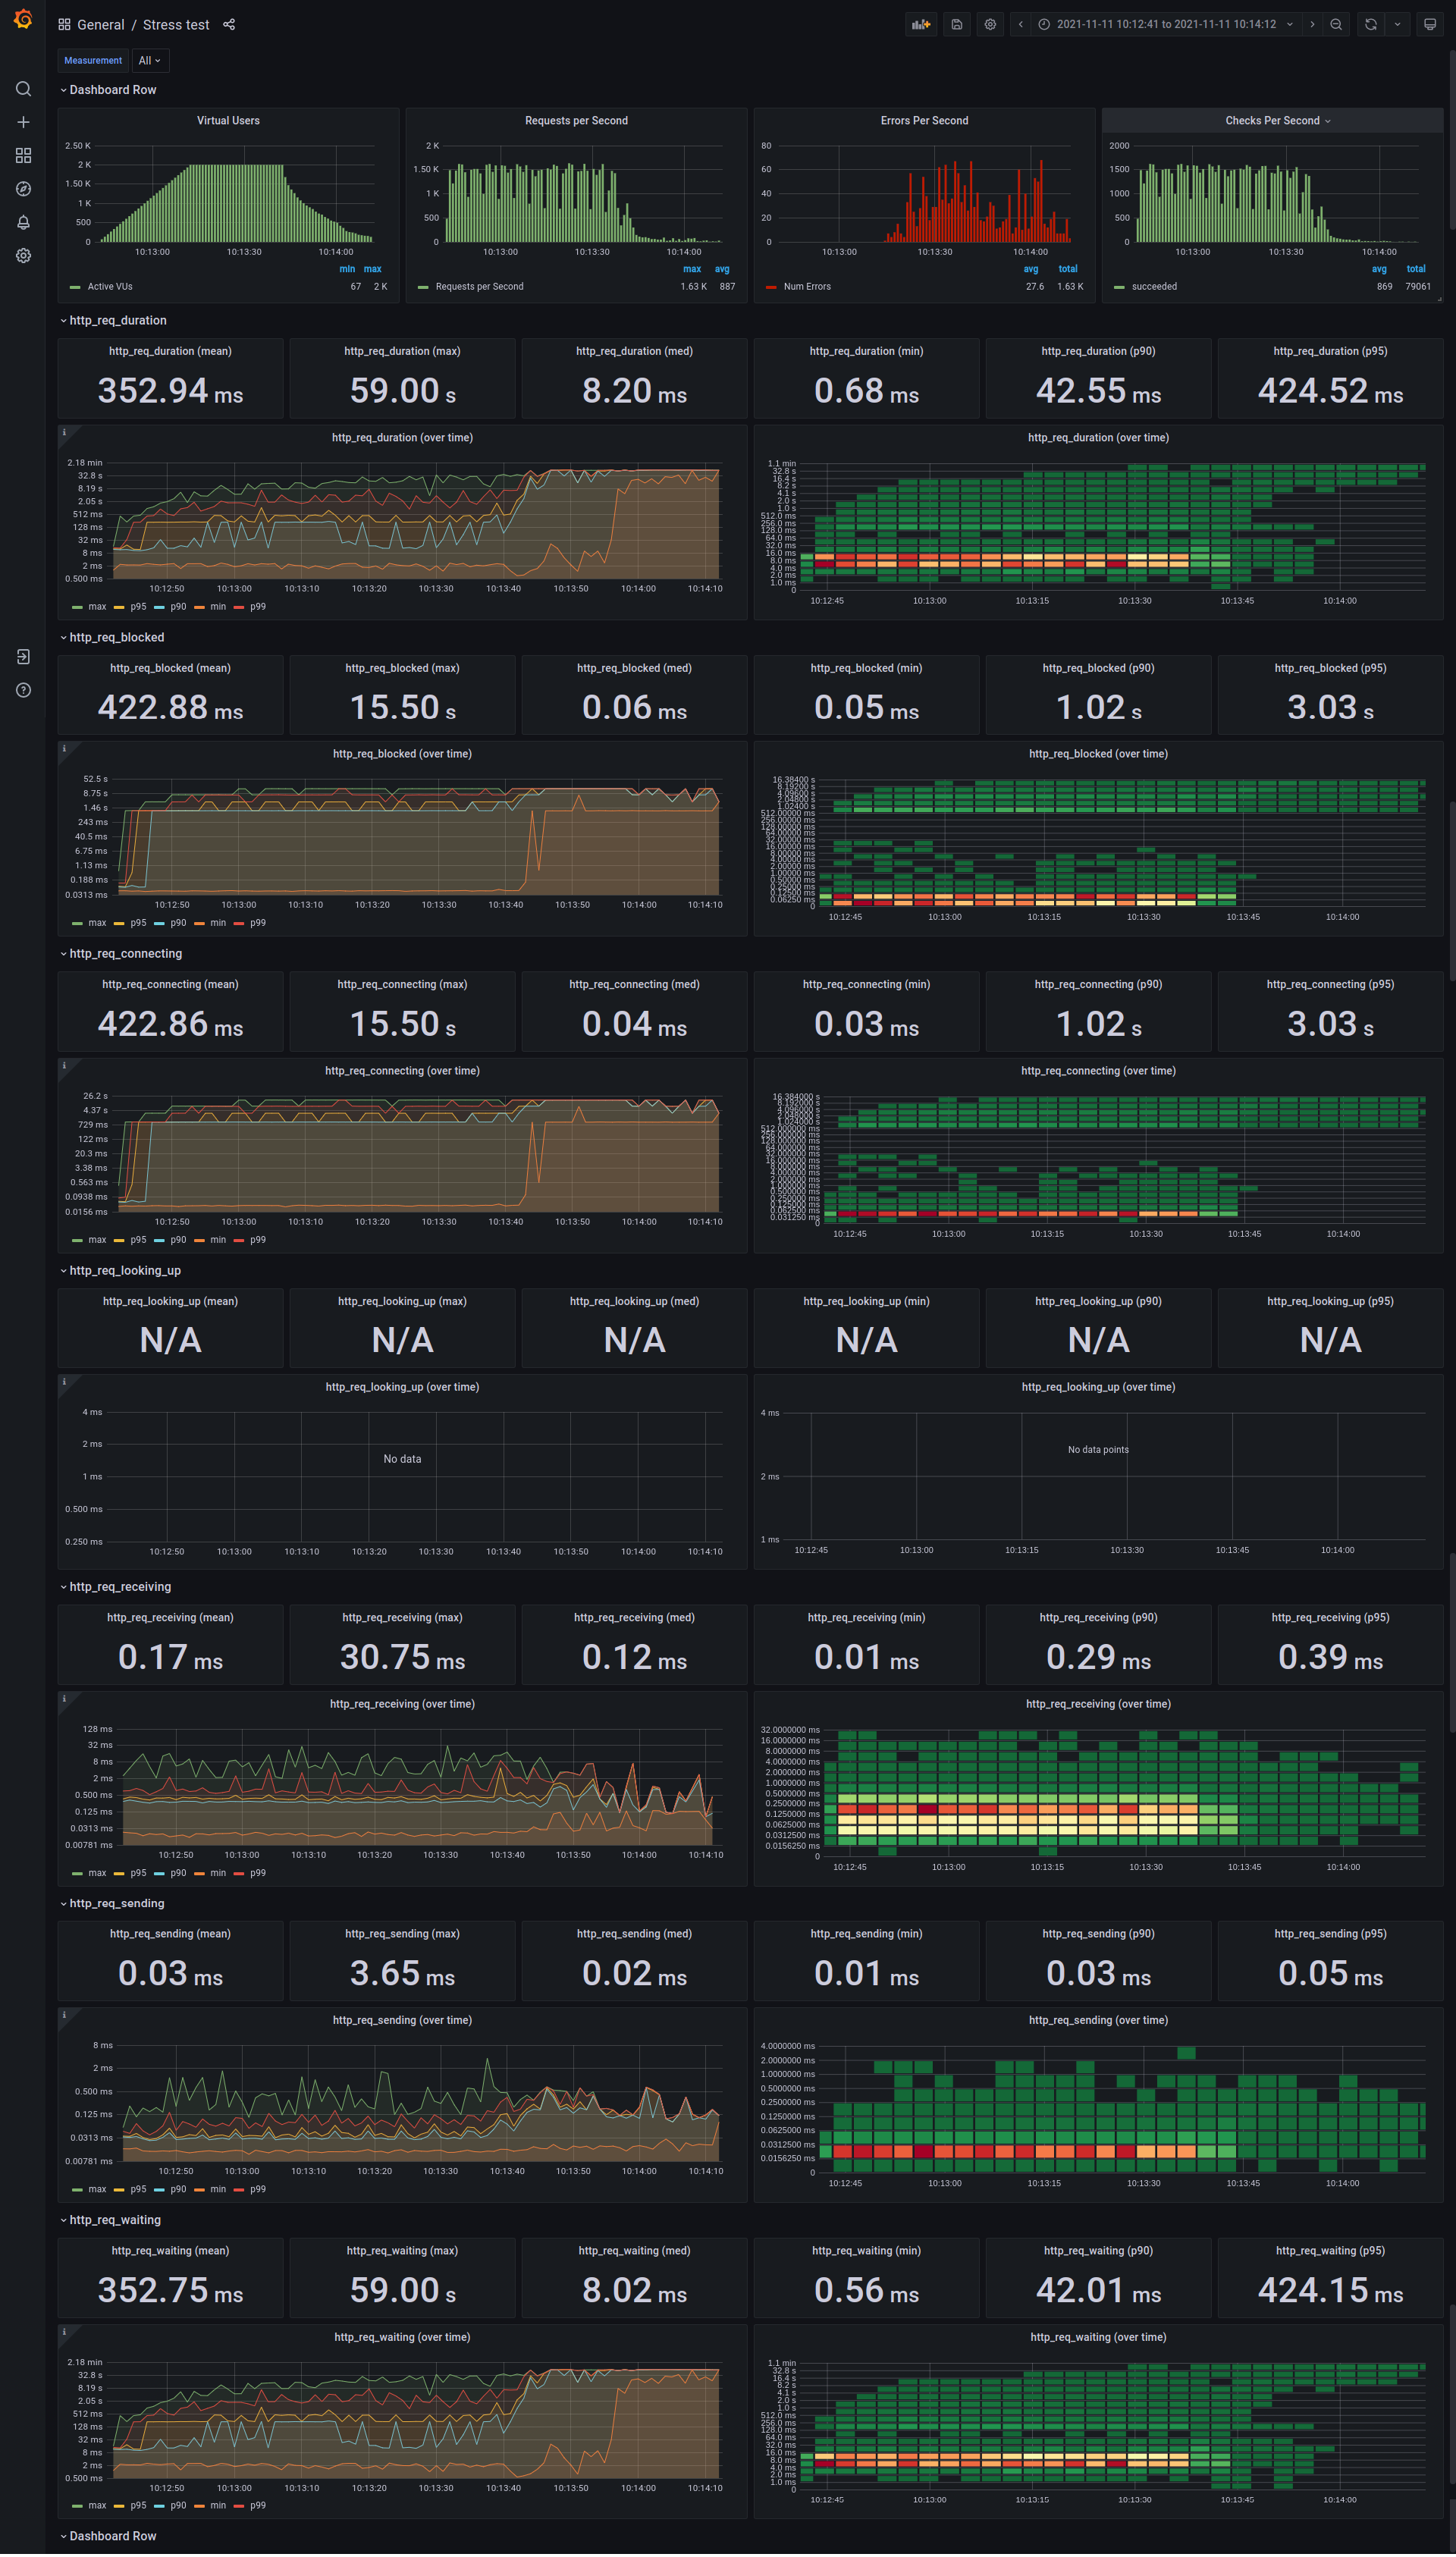 General / Stress test
2021-11-11 10:12:41 to 2021-11-11 10:14:12
Measurement All
Dashboard Row
Virtual Users
2.50 K
2 K
1.50 K
1 K
500
0
10:13:00 10:13:30 10:14:00
min max
Active VUs 67 2 K
Requests per Second
2 K
1.50 K
1 K
500
0
10:13:00 10:13:30 10:14:00
max avg
Requests per Second 1.63 K 887
Errors Per Second
80
60
40
20
0
10:13:00 10:13:30 10:14:00
avg total
Num Errors 27.6 1.63 K
Checks Per Second
2000
1500
1000
500
0
10:13:00 10:13:30 10:14:00
avg total
succeeded 869 79061
http_req_duration
http_req_duration (mean)
352.94 ms
http_req_duration (max)
59.00 s
http_req_duration (med)
8.20 ms
http_req_duration (min)
0.68 ms
http_req_duration (p90)
42.55 ms
http_req_duration (p95)
424.52 ms
http_req_duration (over time)
2.18 min
32.8 s
8.19 s
2.05 s
512 ms
128 ms
32 ms
8 ms
2 ms
0.500 ms
10:12:50 10:13:00 10:13:10 10:13:20 10:13:30 10:13:40 10:13:50 10:14:00 10:14:10
max p95 p90 min p99
http_req_duration (over time)
1.1 min
32.8 s
16.4 s
8.2 s
4.1 s
2.0 s
1.0 s
512.0 ms
256.0 ms
128.0 ms
64.0 ms
32.0 ms
16.0 ms
8.0 ms
4.0 ms
2.0 ms
1.0 ms
0
10:12:45 10:13:00 10:13:15 10:13:30 10:13:45 10:14:00
http_req_blocked
http_req_blocked (mean)
422.88 ms
http_req_blocked (max)
15.50 s
http_req_blocked (med)
0.06 ms
http_req_blocked (min)
0.05 ms
http_req_blocked (p90)
1.02 s
http_req_blocked (p95)
3.03 s
http_req_blocked (over time)
52.5 s
8.75 s
1.46 s
243 ms
40.5 ms
6.75 ms
1.13 ms
0.188 ms
0.0313 ms
10:12:50 10:13:00 10:13:10 10:13:20 10:13:30 10:13:40 10:13:50 10:14:00 10:14:10
max p95 p90 min p99
http_req_blocked (over time)
16.38400 s
8.19200 s
4.09600 s
2.04800 s
1.02400 s
512.00000 ms
256.00000 ms
128.00000 ms
64.00000 ms
32.00000 ms
16.00000 ms
8.00000 ms
4.00000 ms
2.00000 ms
1.00000 ms
0.50000 ms
0.25000 ms
0.12500 ms
0.06250 ms
0
10:12:45 10:13:00 10:13:15 10:13:30 10:13:45 10:14:00
http_req_connecting
http_req_connecting (mean)
422.86 ms
http_req_connecting (max)
15.50 s
http_req_connecting (med)
0.04 ms
http_req_connecting (min)
0.03 ms
http_req_connecting (p90)
1.02 s
http_req_connecting (p95)
3.03 s
http_req_connecting (over time)
26.2 s
4.37 s
729 ms
122 ms
20.3 ms
3.38 ms
0.563 ms
0.0938 ms
0.0156 ms
10:12:50 10:13:00 10:13:10 10:13:20 10:13:30 10:13:40 10:13:50 10:14:00 10:14:10
max p95 p90 min p99
http_req_connecting (over time)
16.384000 s
8.192000 s
4.096000 s
2.048000 s
1.024000 s
512.000000 ms
256.000000 ms
128.000000 ms
64.000000 ms
32.000000 ms
16.000000 ms
8.000000 ms
4.000000 ms
2.000000 ms
1.000000 ms
0.500000 ms
0.250000 ms
0.125000 ms
0.062500 ms
0.031250 ms
0
10:12:45 10:13:00 10:13:15 10:13:30 10:13:45 10:14:00
http_req_looking_up
http_req_looking_up (mean)
N/A
http_req_looking_up (max)
N/A
http_req_looking_up (med)
N/A
http_req_looking_up (min)
N/A
http_req_looking_up (p90)
N/A
http_req_looking_up (p95)
N/A
http_req_looking_up (over time)
4 ms
2 ms
1 ms
0.500 ms
0.250 ms
No data
10:12:50 10:13:00 10:13:10 10:13:20 10:13:30 10:13:40 10:13:50 10:14:00 10:14:10
http_req_looking_up (over time)
4 ms
2 ms
1 ms
No data points
10:12:45 10:13:00 10:13:15 10:13:30 10:13:45 10:14:00
http_req_receiving
http_req_receiving (mean)
0.17 ms
http_req_receiving (max)
30.75 ms
http_req_receiving (med)
0.12 ms
http_req_receiving (min)
0.01 ms
http_req_receiving (p90)
0.29 ms
http_req_receiving (p95)
0.39 ms
http_req_receiving (over time)
128 ms
32 ms
8 ms
2 ms
0.500 ms
0.125 ms
0.0313 ms
0.00781 ms
10:12:50 10:13:00 10:13:10 10:13:20 10:13:30 10:13:40 10:13:50 10:14:00 10:14:10
max p95 p90 min p99
http_req_receiving (over time)
32.0000000 ms
16.0000000 ms
8.0000000 ms
4.0000000 ms
2.0000000 ms
1.0000000 ms
0.5000000 ms
0.2500000 ms
0.1250000 ms
0.0625000 ms
0.0312500 ms
0.0156250 ms
0
10:12:45 10:13:00 10:13:15 10:13:30 10:13:45 10:14:00
http_req_sending
http_req_sending (mean)
0.03 ms
http_req_sending (max)
3.65 ms
http_req_sending (med)
0.02 ms
http_req_sending (min)
0.01 ms
http_req_sending (p90)
0.03 ms
http_req_sending (p95)
0.05 ms
http_req_sending (over time)
8 ms
2 ms
0.500 ms
0.125 ms
0.0313 ms
0.00781 ms
10:12:50 10:13:00 10:13:10 10:13:20 10:13:30 10:13:40 10:13:50 10:14:00 10:14:10
max p95 p90 min p99
http_req_sending (over time)
4.0000000 ms
2.0000000 ms
1.0000000 ms
0.5000000 ms
0.2500000 ms
0.1250000 ms
0.0625000 ms
0.0312500 ms
0.0156250 ms
0
10:12:45 10:13:00 10:13:15 10:13:30 10:13:45 10:14:00
http_req_waiting
http_req_waiting (mean)
352.75 ms
http_req_waiting (max)
59.00 s
http_req_waiting (med)
8.02 ms
http_req_waiting (min)
0.56 ms
http_req_waiting (p90)
42.01 ms
http_req_waiting (p95)
424.15 ms
http_req_waiting (over time)
2.18 min
32.8 s
8.19 s
2.05 s
512 ms
128 ms
32 ms
8 ms
2 ms
0.500 ms
10:12:50 10:13:00 10:13:10 10:13:20 10:13:30 10:13:40 10:13:50 10:14:00 10:14:10
max p95 p90 min p99
http_req_waiting (over time)
1.1 min
32.8 s
16.4 s
8.2 s
4.1 s
2.0 s
1.0 s
512.0 ms
256.0 ms
128.0 ms
64.0 ms
32.0 ms
16.0 ms
8.0 ms
4.0 ms
2.0 ms
1.0 ms
0
10:12:45 10:13:00 10:13:15 10:13:30 10:13:45 10:14:00
Dashboard Row